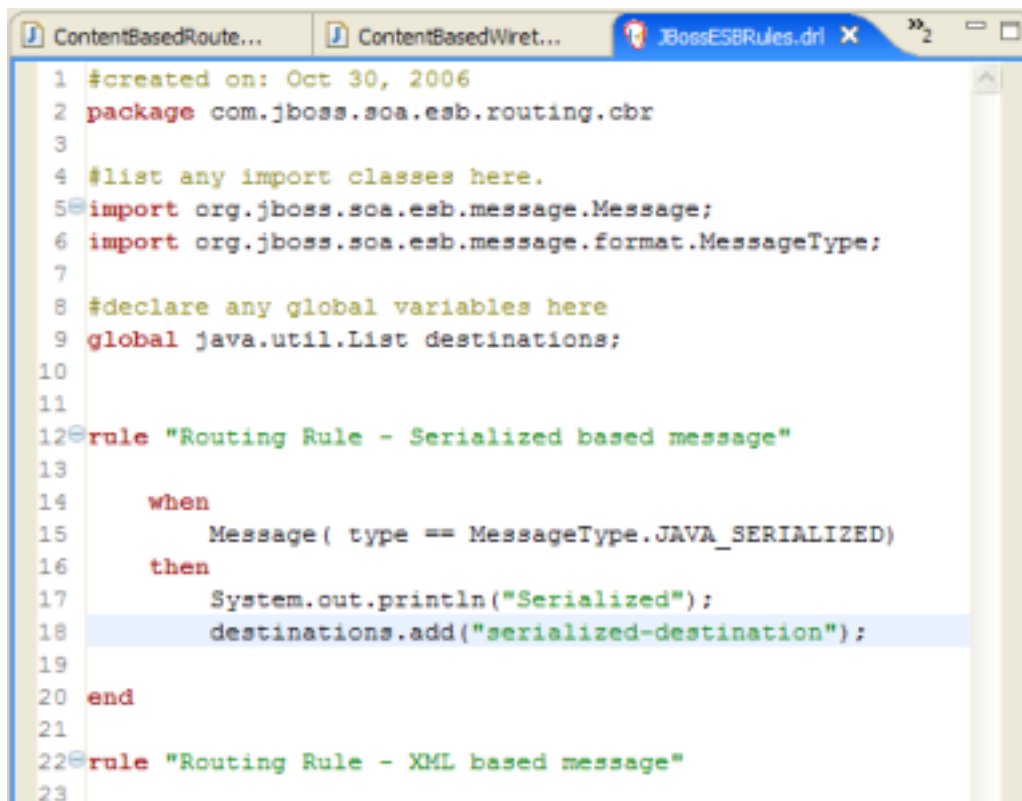 ContentBasedRoute... ContentBasedWiret... JBossESBRules.drl »2
1 #created on: Oct 30, 2006
2 package com.jboss.soa.esb.routing.cbr
3
4 #list any import classes here.
5 import org.jboss.soa.esb.message.Message;
6 import org.jboss.soa.esb.message.format.MessageType;
7
8 #declare any global variables here
9 global java.util.List destinations;
10
11
12 rule "Routing Rule - Serialized based message"
13
14 when
15 Message( type == MessageType.JAVA_SERIALIZED)
16 then
17 System.out.println("Serialized");
18 destinations.add("serialized-destination");
19
20 end
21
22 rule "Routing Rule - XML based message"
23